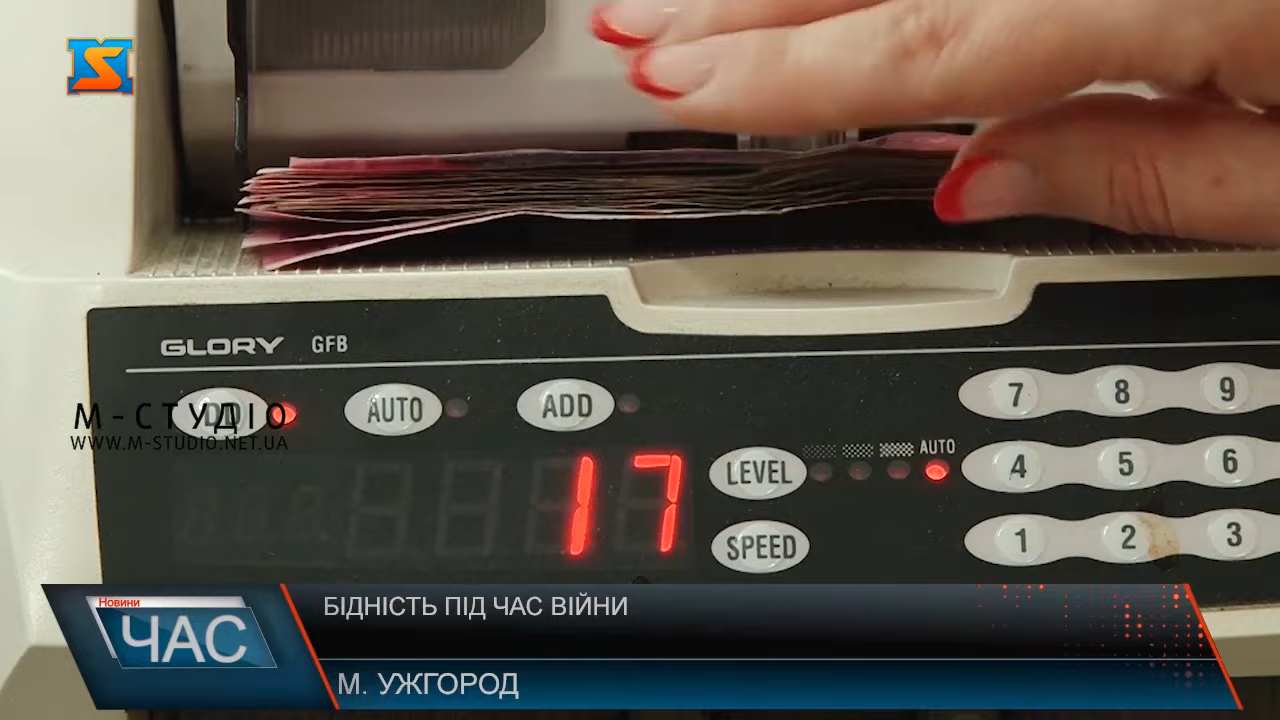 GLORY GFB
М-СТУДІО
WWW.M-STUDIO.NET.UA
AUTO
ADD
7 8 9
17
LEVEL
AUTO
4 5 6
SPEED
1 2 3
Новини
ЧАС
БІДНІСТЬ ПІД ЧАС ВІЙНИ
М. УЖГОРОД